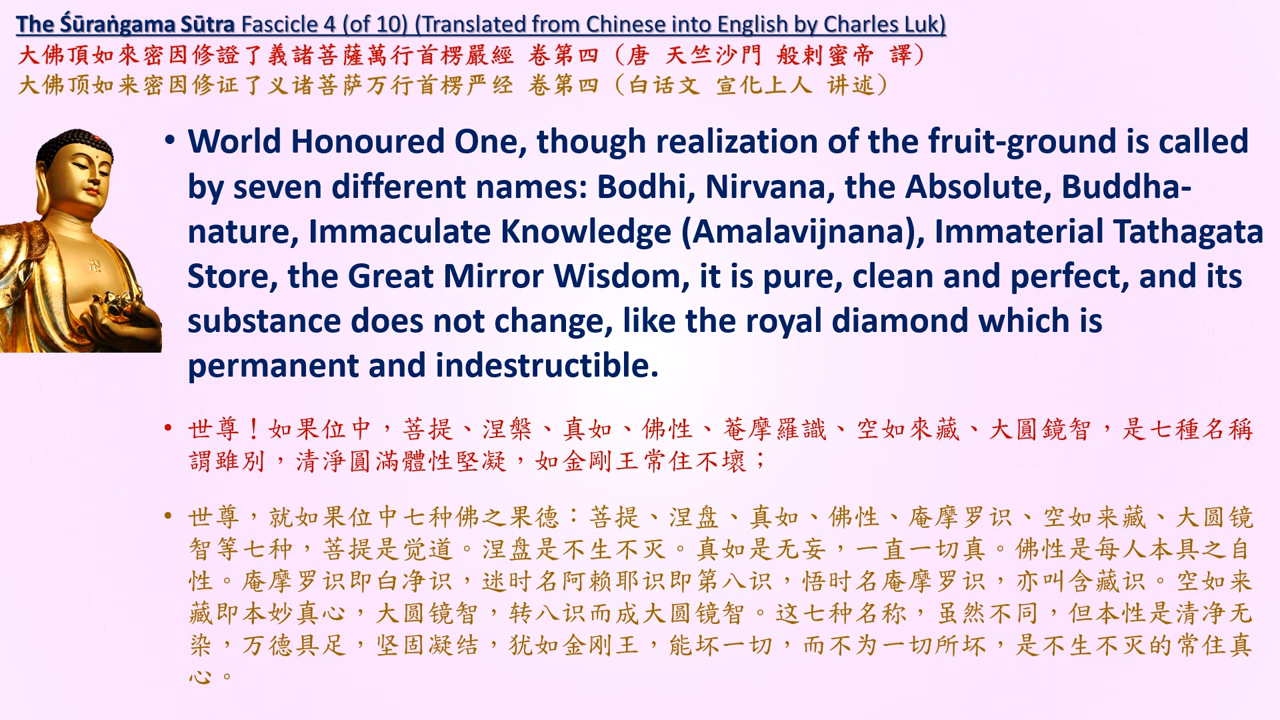 The Śūraṅgama Sūtra Fascicle 4 (of 10) (Translated from Chinese into English by Charles Luk)
大佛頂如來密因修證了義諸菩薩萬行首楞嚴經 卷第四（唐 天竺沙門 般剌蜜帝 譯）
大佛顶如来密因修证了义诸菩萨万行首楞严经 卷第四（白话文 宣化上人 讲述）
• World Honoured One, though realization of the fruit-ground is called
by seven different names: Bodhi, Nirvana, the Absolute, Buddha-
nature, Immaculate Knowledge (Amalavijnana), Immaterial Tathagata
Store, the Great Mirror Wisdom, it is pure, clean and perfect, and its
substance does not change, like the royal diamond which is
permanent and indestructible.
• 世尊！如果位中，菩提、涅槃、真如、佛性、菴摩羅識、空如來藏、大圓鏡智，是七種名稱
謂雖別，清淨圓滿體性堅凝，如金剛王常住不壞；
• 世尊，就如果位中七种佛之果德：菩提、涅盘、真如、佛性、庵摩罗识、空如来藏、大圆镜
智等七种，菩提是觉道。涅盘是不生不灭。真如是无妄，一直一切真。佛性是每人本具之自
性。庵摩罗识即白净识，迷时名阿赖耶识即第八识，悟时名庵摩罗识，亦叫含藏识。空如来
藏即本妙真心，大圆镜智，转八识而成大圆镜智。这七种名称，虽然不同，但本性是清净无
染，万德具足，坚固凝结，犹如金刚王，能坏一切，而不为一切所坏，是不生不灭的常住真
心。